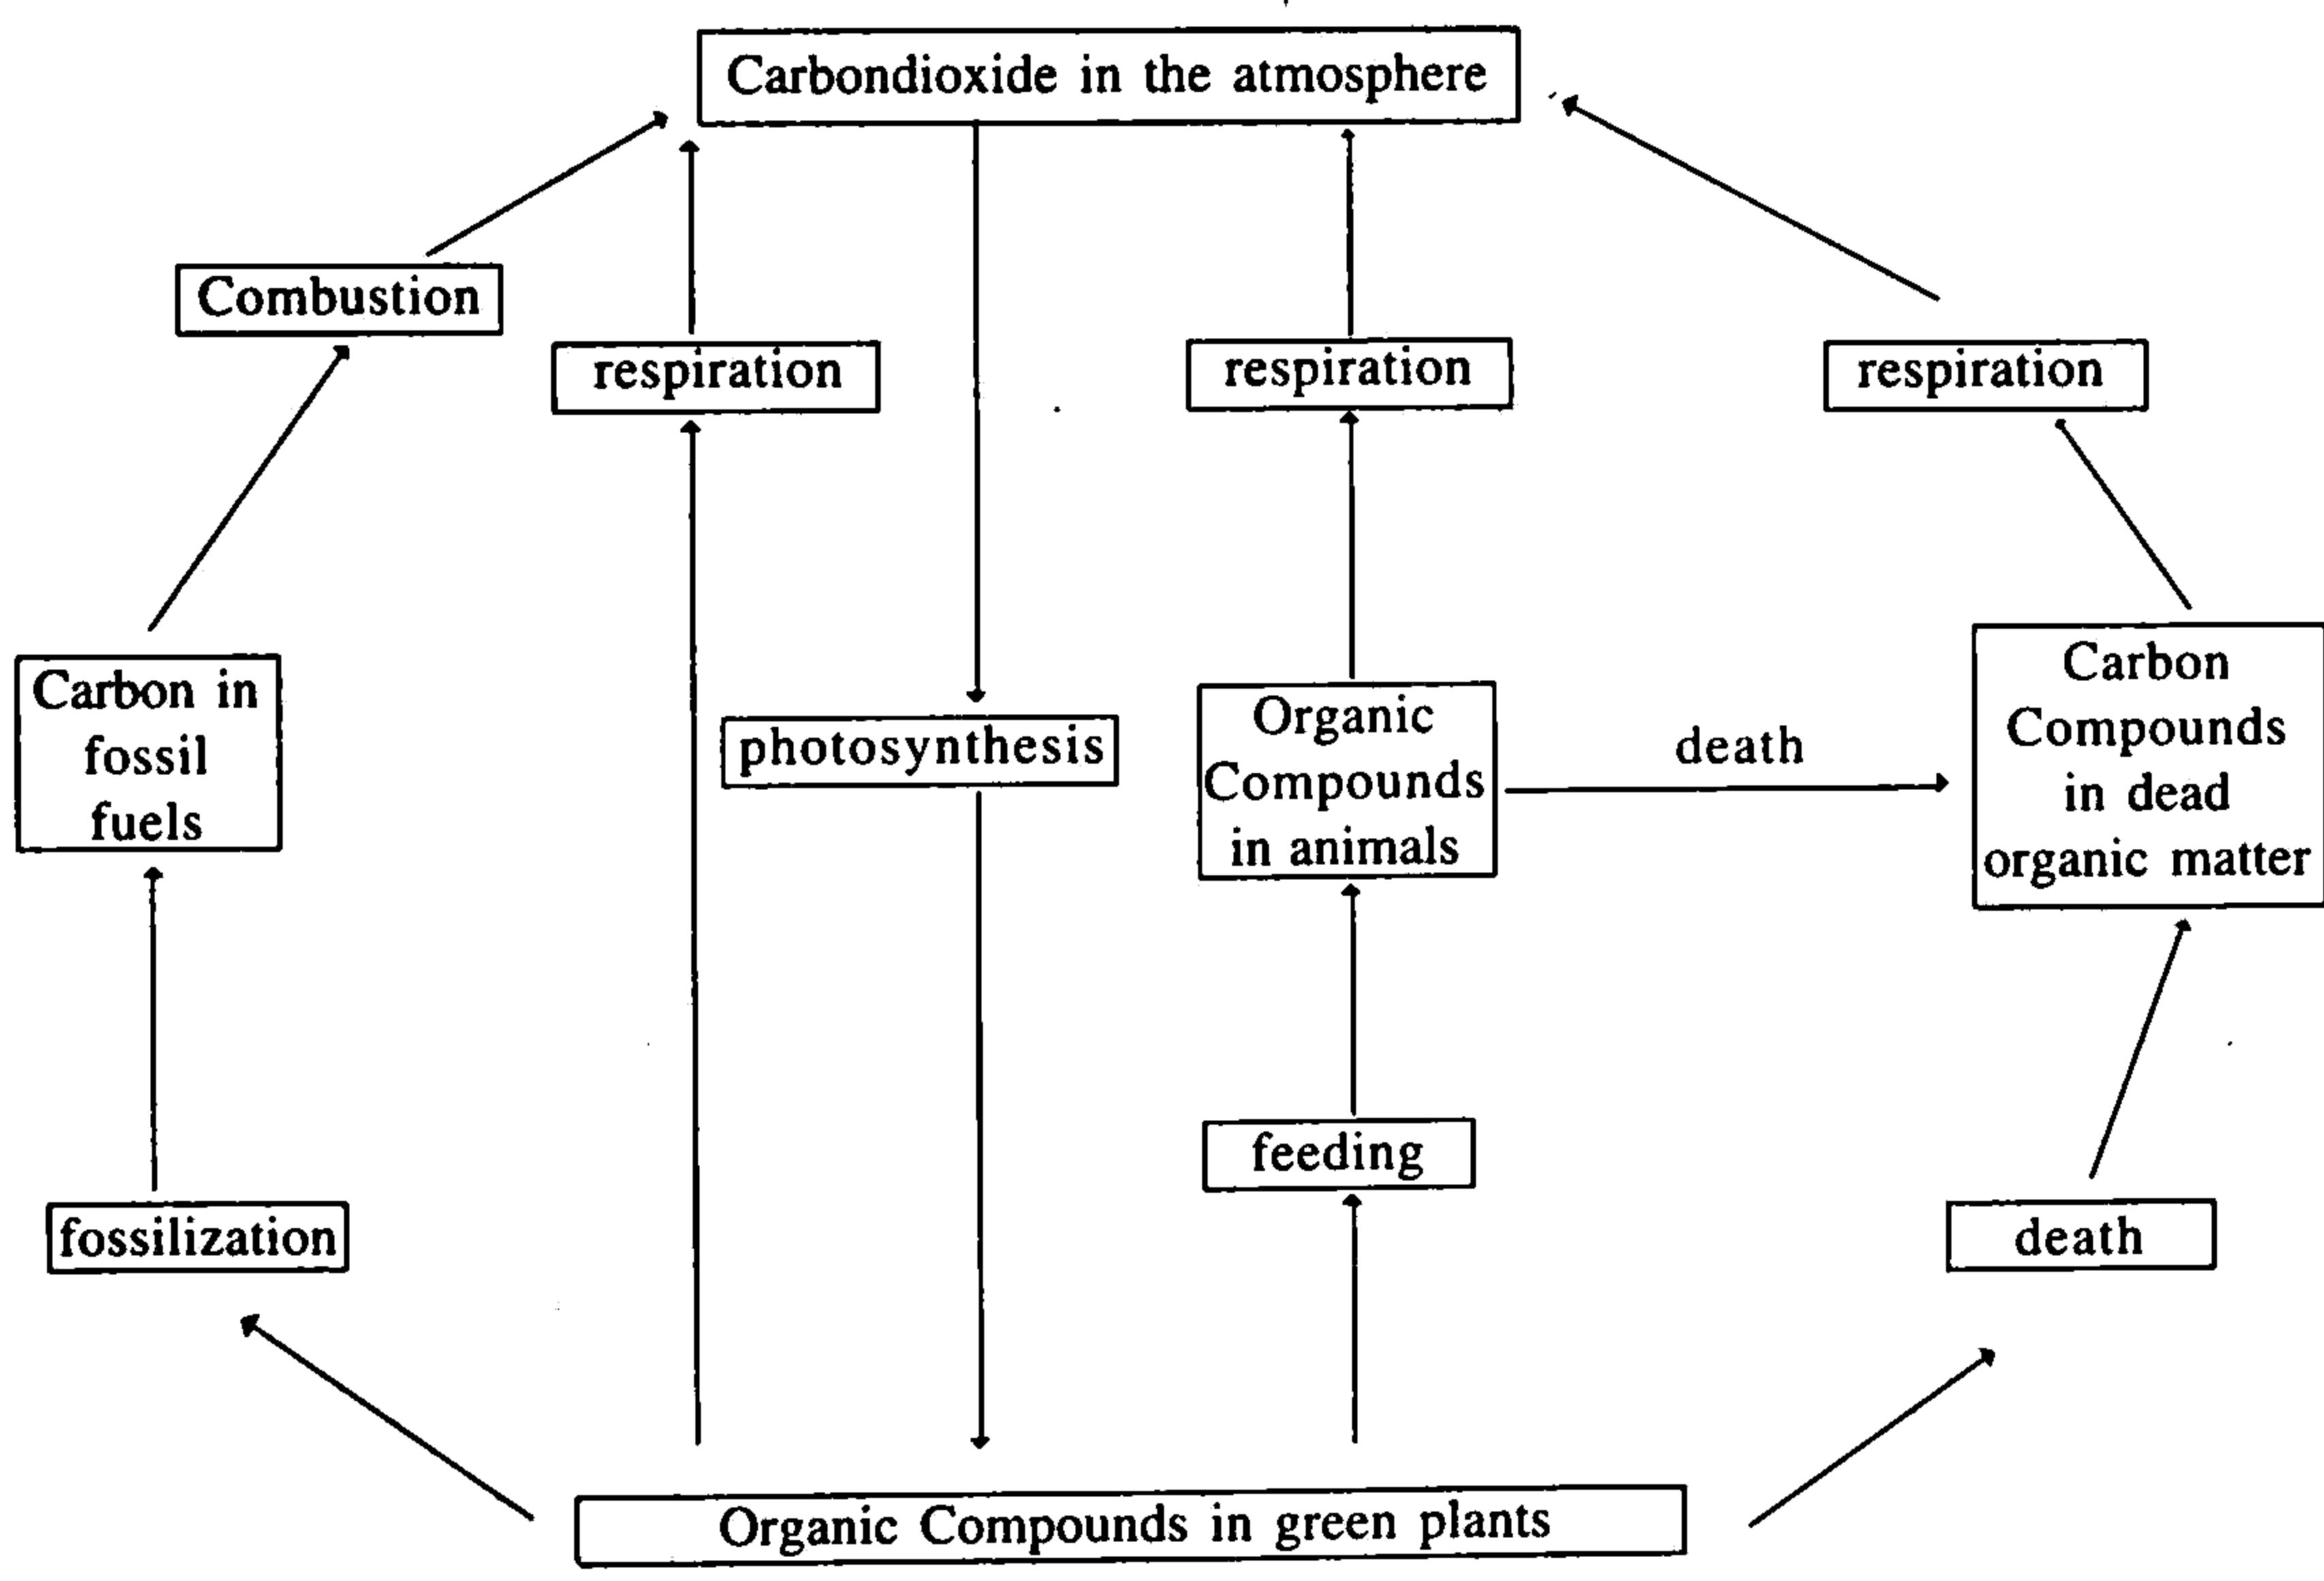 Carbondioxide in the atmosphere
Combustion
respiration
respiration
respiration
Carbon in
fossil
fuels
photosynthesis
Organic
Compounds
in animals
death
Carbon
Compounds
in dead
organic matter
feeding
fossilization
death
Organic Compounds in green plants